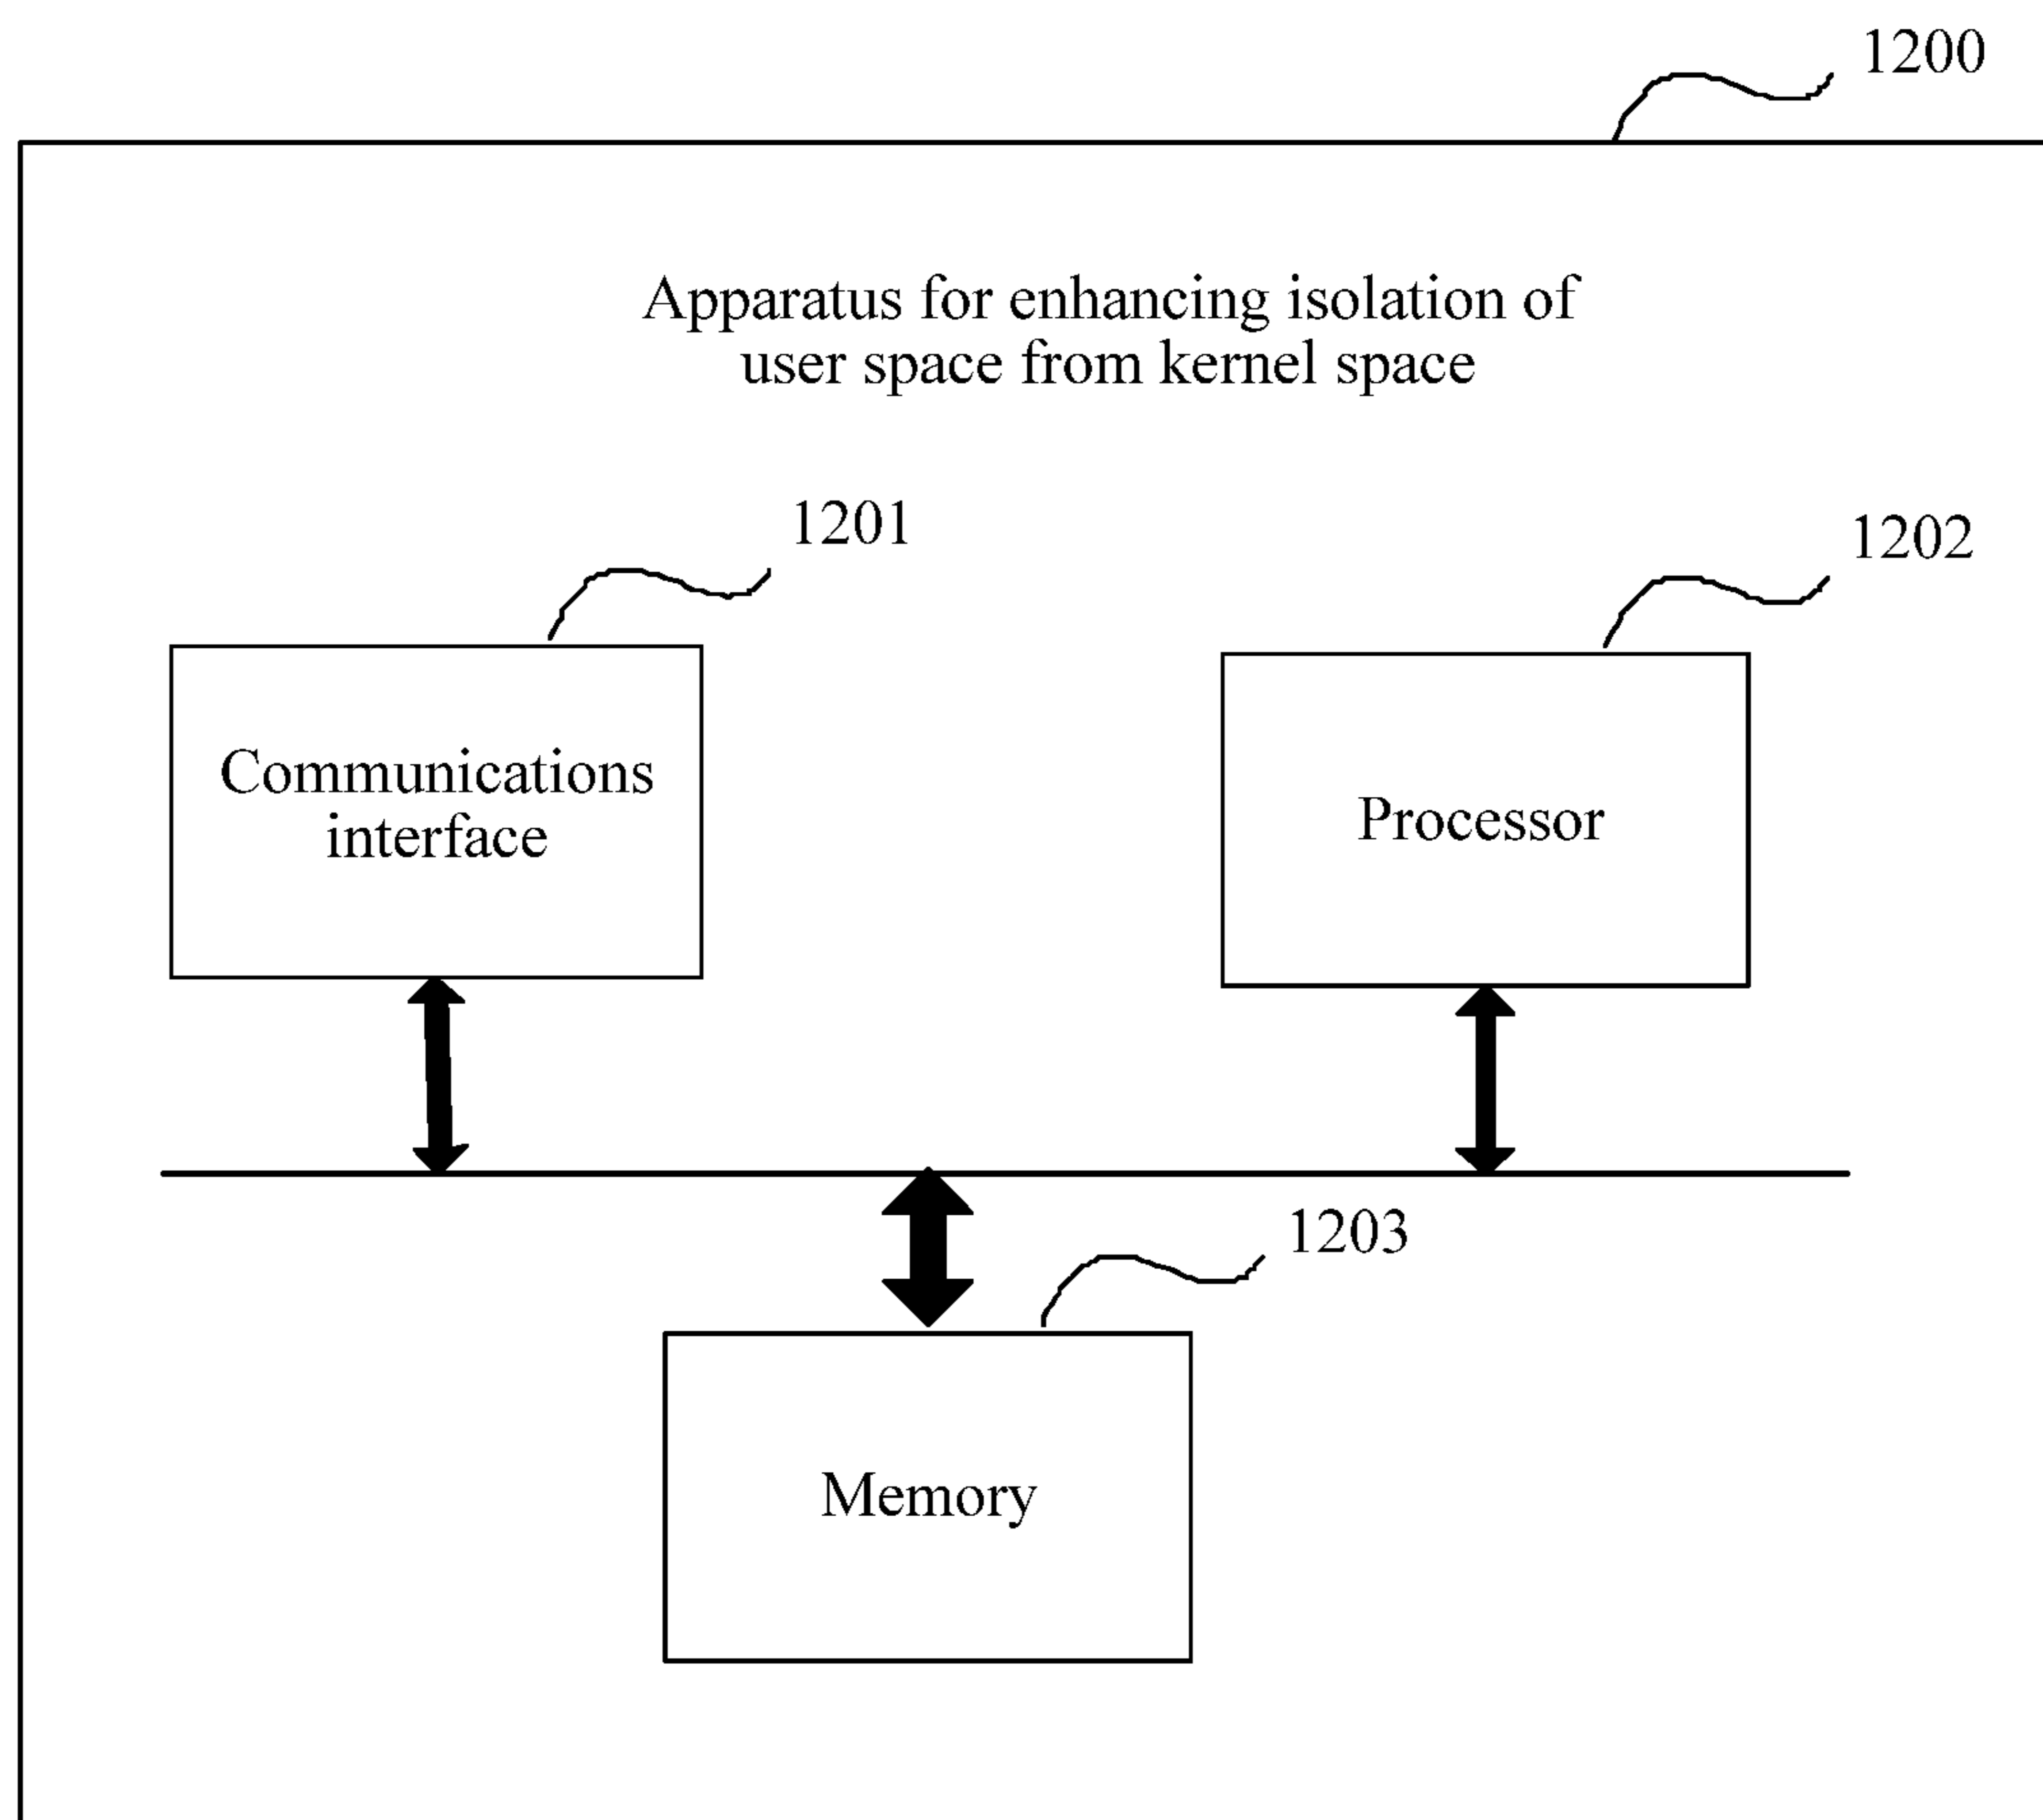 1200
Apparatus for enhancing isolation of
user space from kernel space
1201
1202
Communications
interface
Processor
1203
Memory